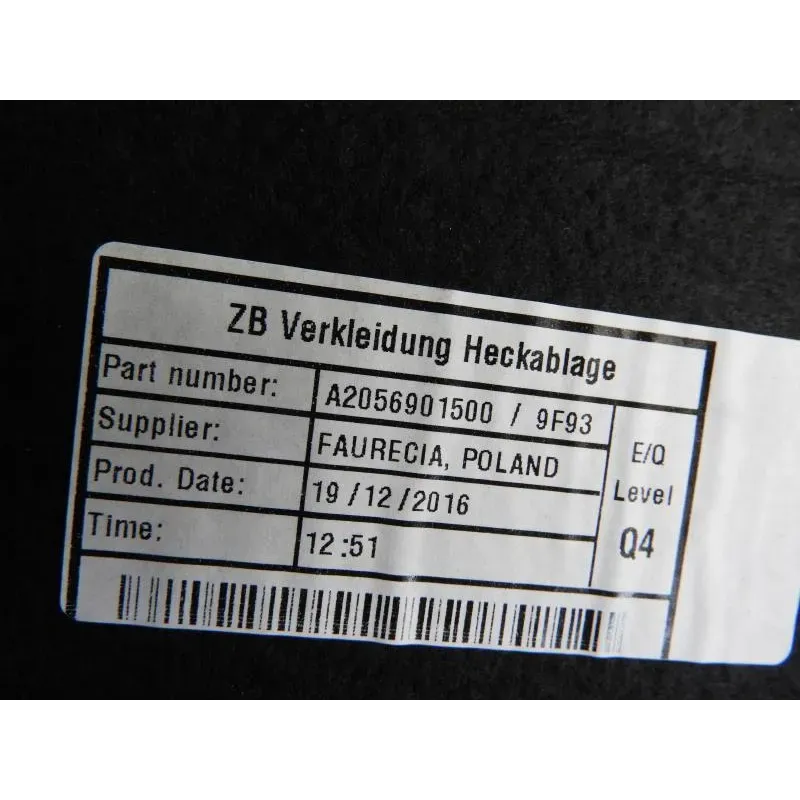 ZB Verkleidung Heckablage
Part number: A2056901500 / 9F93
Supplier: FAURECIA, POLAND
Prod. Date: 19/12/2016
Time: 12:51
E/Q
Level
Q4